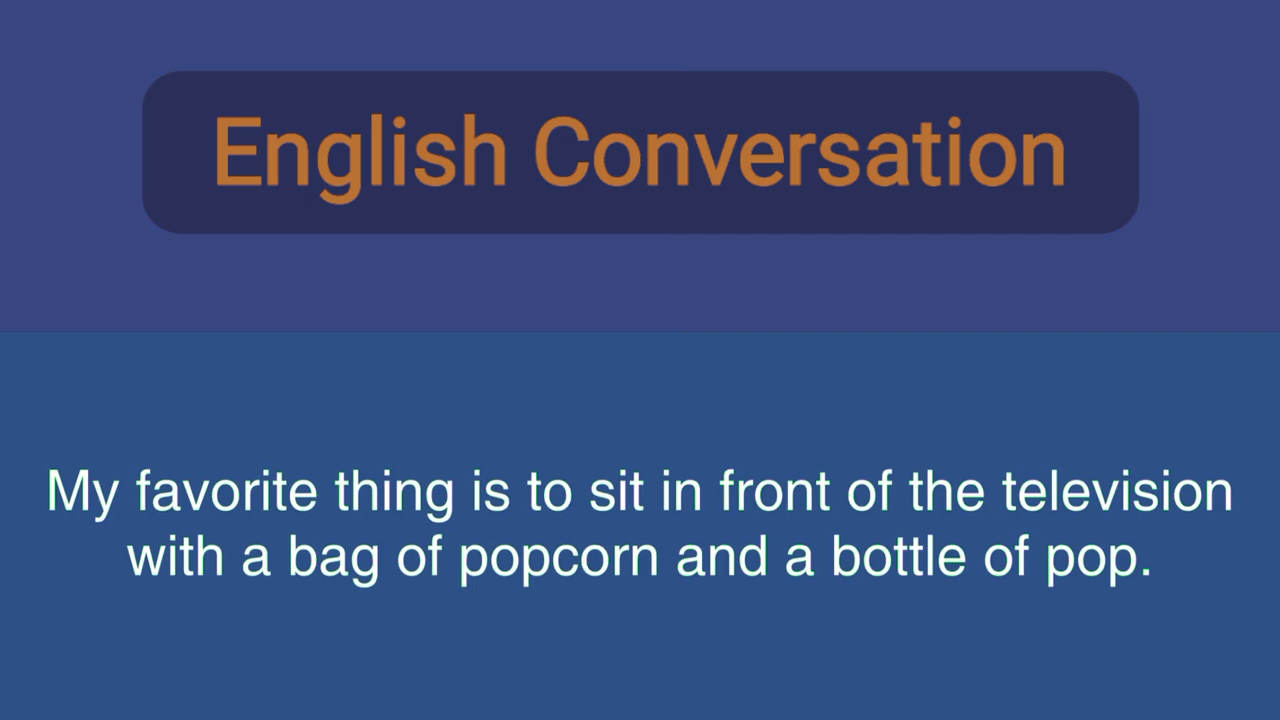 English Conversation
My favorite thing is to sit in front of the television
with a bag of popcorn and a bottle of pop.